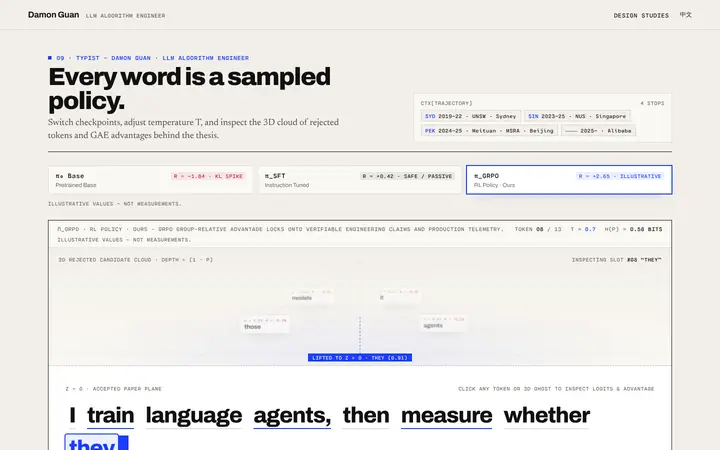 Damon Guan LLM ALGORITHM ENGINEER DESIGN STUDIES 中文
09 · TYPIST — DAMON GUAN · LLM ALGORITHM ENGINEER
Every word is a sampled
policy.
Switch checkpoints, adjust temperature T, and inspect the 3D cloud of rejected
tokens and GAE advantages behind the thesis.
CTX[TRAJECTORY] 4 STOPS
SYD 2019–22 · UNSW · Sydney SIN 2023–25 · NUS · Singapore
PEK 2024–25 · Meituan · MSRA · Beijing —— 2025– · Alibaba
π₀ Base R = −1.84 · KL SPIKE
Pretrained Base
π_SFT R = +0.42 · SAFE / PASSIVE
Instruction Tuned
π_GRPO R = +2.65 · ILLUSTRATIVE
RL Policy · Ours
ILLUSTRATIVE VALUES — NOT MEASUREMENTS.
Π_GRPO · RL POLICY · OURS · GRPO GROUP-RELATIVE ADVANTAGE LOCKS ONTO VERIFIABLE ENGINEERING CLAIMS AND PRODUCTION TELEMETRY. TOKEN 08 / 13 T = 0.7 H(P) = 0.58 BITS
ILLUSTRATIVE VALUES — NOT MEASUREMENTS.
3D REJECTED CANDIDATE CLOUD · DEPTH ∝ (1 − P) INSPECTING SLOT #08 "THEY"
models it
those agents
LIFTED TO Z = 0 · THEY (0.91)
Z = 0 · ACCEPTED PAPER PLANE CLICK ANY TOKEN OR 3D GHOST TO INSPECT LOGITS & ADVANTAGE
I train language agents, then measure whether
they